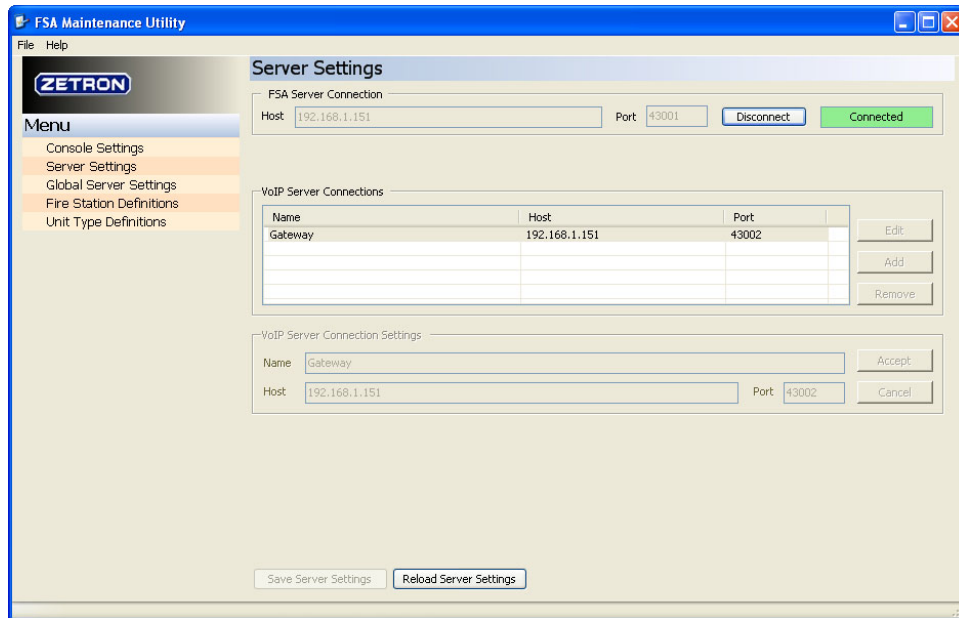 FSA Maintenance Utility
File Help
ZETRON
Menu
Console Settings
Server Settings
Global Server Settings
Fire Station Definitions
Unit Type Definitions
Server Settings
FSA Server Connection
Host 192.168.1.151 Port 43001 Disconnect Connected
VoIP Server Connections
Name Host Port
Gateway 192.168.1.151 43002
Edit
Add
Remove
VoIP Server Connection Settings
Name Gateway Accept
Host 192.168.1.151 Port 43002 Cancel
Save Server Settings Reload Server Settings